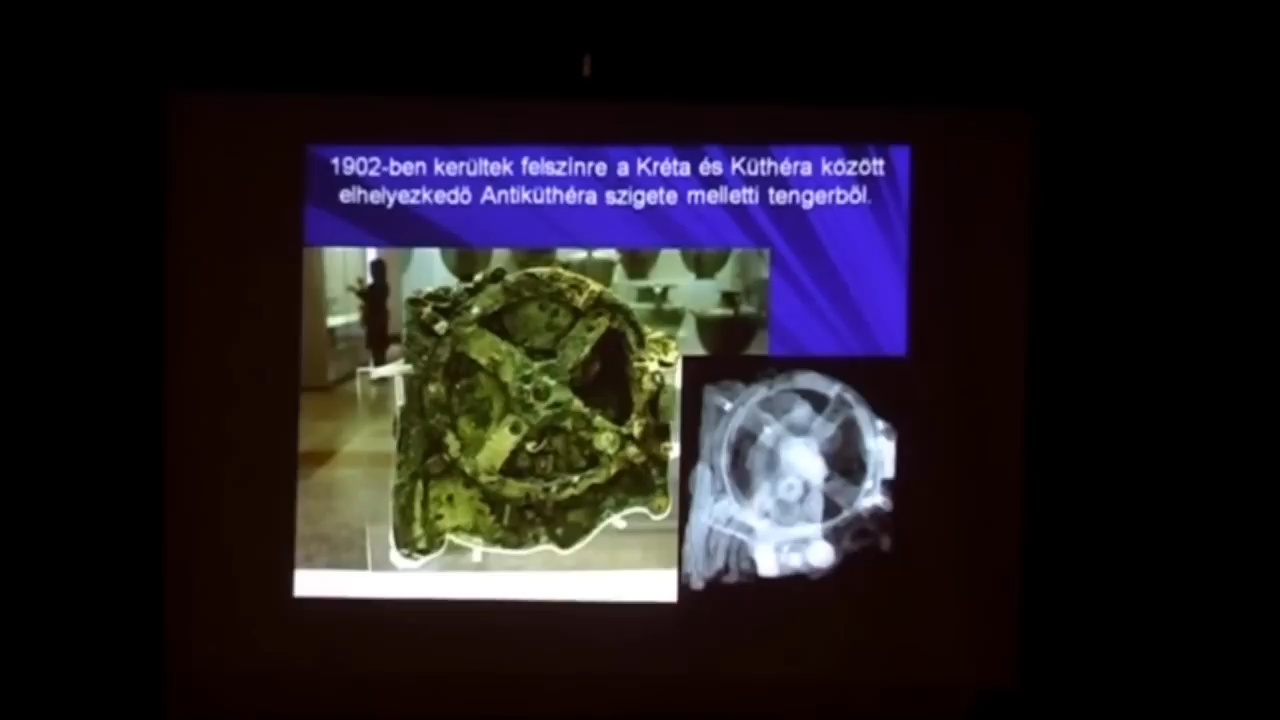 1902-ben kerültek felszínre a Kréta és Küthéra között
elhelyezkedő Antiküthéra szigete melletti tengerből.